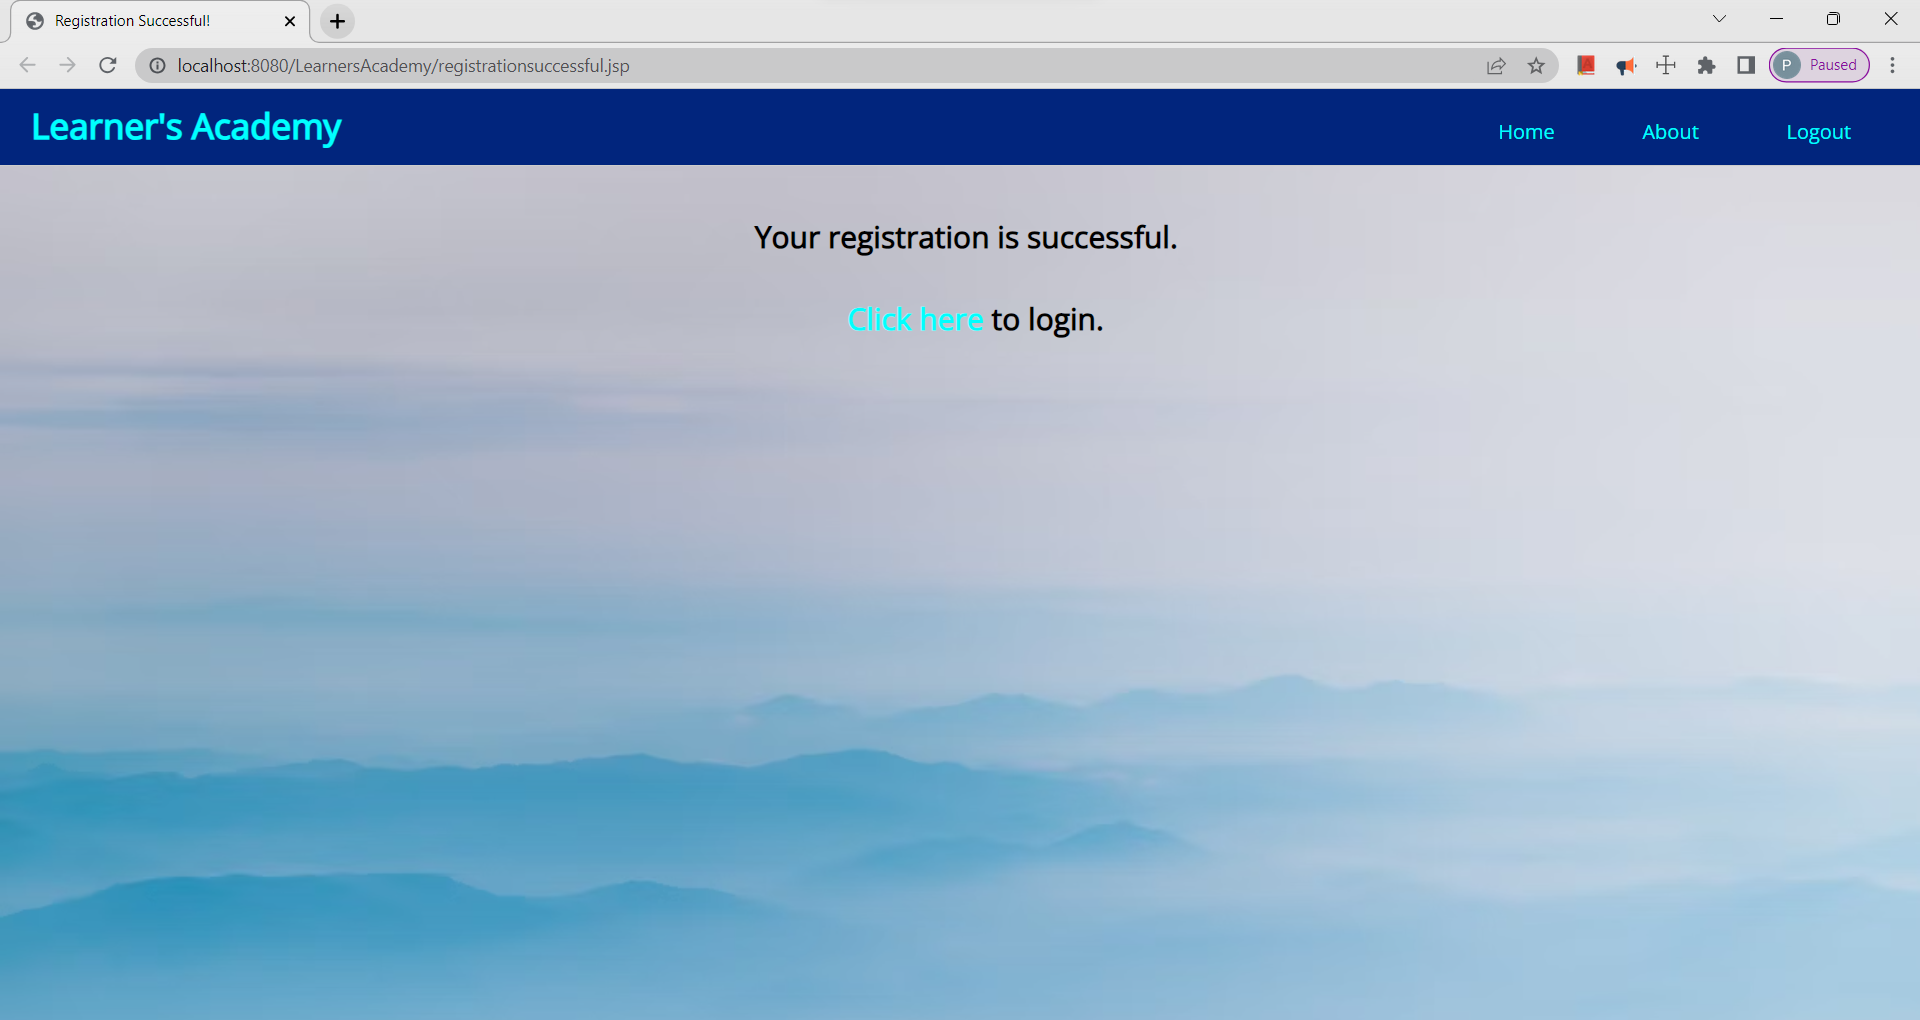 Registration Successful!
localhost:8080/LearnersAcademy/registrationsuccessful.jsp
P Paused
Learner's Academy
Home About Logout
Your registration is successful.
Click here to login.